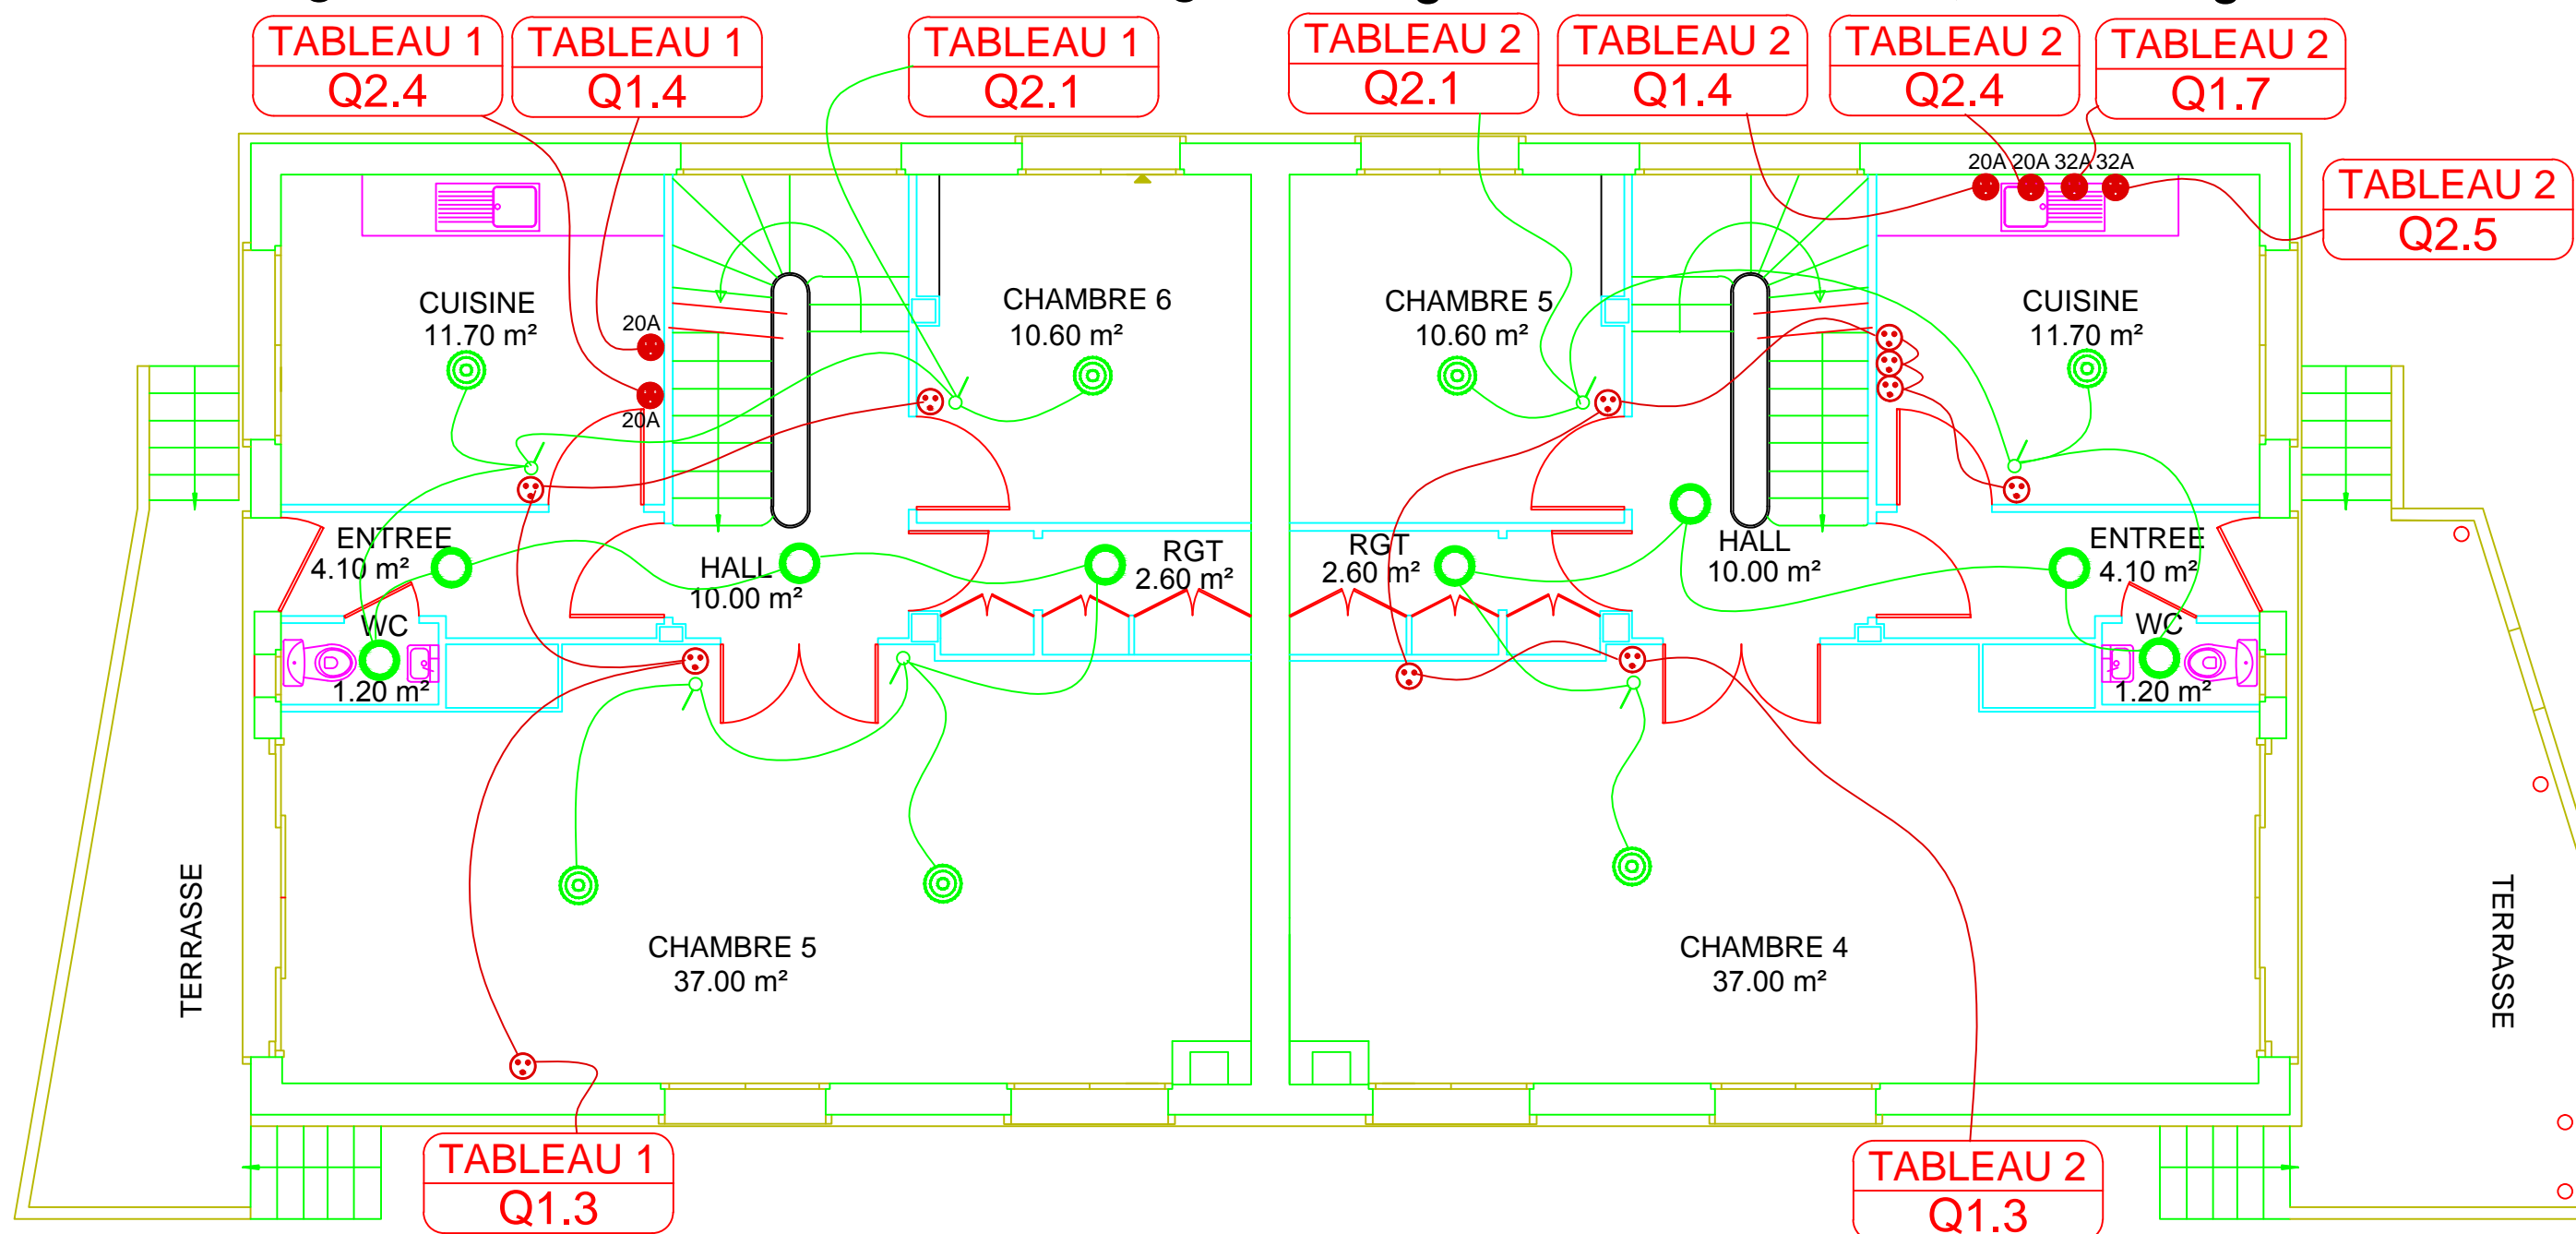 TABLEAU 1
Q2.4
TABLEAU 1
Q1.4
TABLEAU 1
Q2.1
TABLEAU 2
Q2.1
TABLEAU 2
Q1.4
TABLEAU 2
Q2.4
TABLEAU 2
Q1.7
20A 20A 32A 32A
TABLEAU 2
Q2.5
CUISINE
11.70 m²
20A
20A
CHAMBRE 6
10.60 m²
CHAMBRE 5
10.60 m²
CUISINE
11.70 m²
ENTREE
4.10 m²
HALL
10.00 m²
RGT
2.60 m²
RGT
2.60 m²
HALL
10.00 m²
ENTREE
4.10 m²
WC
1.20 m²
WC
1.20 m²
TERRASSE
CHAMBRE 5
37.00 m²
CHAMBRE 4
37.00 m²
TERRASSE
TABLEAU 1
Q1.3
TABLEAU 2
Q1.3